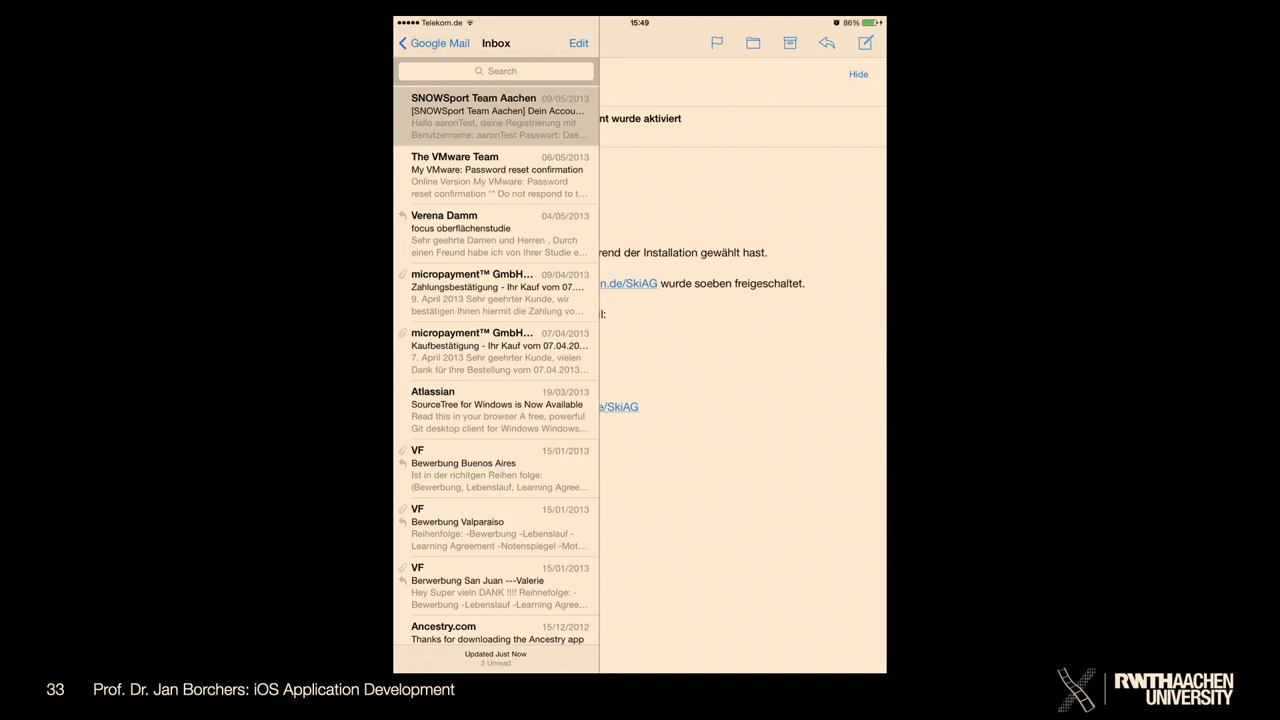 Telekom.de
15:49
86%
Google Mail
Inbox
Edit
Search
Hide
SNOWSport Team Aachen 09/05/2013
[SNOWSport Team Aachen] Dein Accou...
Hallo aaronTest, deine Registrierung mit
Benutzername: aaronTest Passwort: Das...
The VMware Team 06/05/2013
My VMware: Password reset confirmation
Online Version My VMware: Password
reset confirmation ** Do not respond to t...
Verena Damm 04/05/2013
focus oberflächenstudie
Sehr geehrte Damen und Herren , Durch
einen Freund habe ich von Ihrer Studie e...
micropayment™ GmbH... 09/04/2013
Zahlungsbestätigung - Ihr Kauf vom 07....
9. April 2013 Sehr geehrter Kunde, wir
bestätigen Ihnen hiermit die Zahlung vo...
micropayment™ GmbH... 07/04/2013
Kaufbestätigung - Ihr Kauf vom 07.04.20...
7. April 2013 Sehr geehrter Kunde, vielen
Dank für Ihre Bestellung vom 07.04.2013...
Atlassian 19/03/2013
SourceTree for Windows is Now Available
Read this in your browser A free, powerful
Git desktop client for Windows Windows...
VF 15/01/2013
Bewerbung Buenos Aires
Ist in der richitgen Reihen folge:
(Bewerbung, Lebenslauf, Learning Agree...
VF 15/01/2013
Bewerbung Valparaíso
Reihenfolge: -Bewerbung -Lebenslauf -
Learning Agreement -Notenspiegel -Mot...
VF 15/01/2013
Berwerbung San Juan ---Valerie
Hey Super vieln DANK !!!! Reihnefolge: -
Bewerbung -Lebenslauf -Learning Agree...
Ancestry.com 15/12/2012
Thanks for downloading the Ancestry app
Updated Just Now
2 Unread
nt wurde aktiviert
rend der Installation gewählt hast.
n.de/SkiAG wurde soeben freigeschaltet.
l:
e/SkiAG
33 Prof. Dr. Jan Borchers: iOS Application Development
RWTHAACHEN
UNIVERSITY